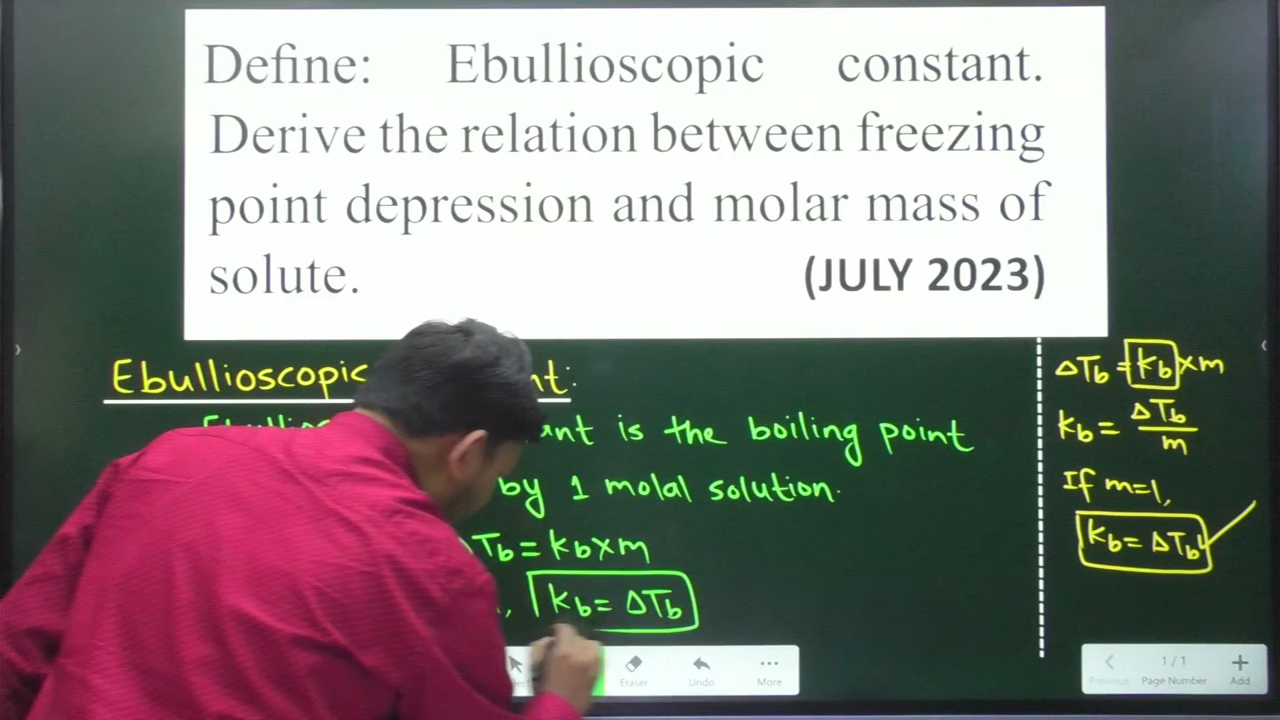 Define: Ebullioscopic constant.
Derive the relation between freezing
point depression and molar mass of
solute. (JULY 2023)
Ebullioscopic nt:
is the boiling point
by 1 molal solution.
Tb = Kb×m
, Kb = ΔTb
ΔTb = Kb×m
Kb = ΔTb/m
If m=1,
Kb = ΔTb
Eraser
Undo
More
Previous
1/1
Page Number
Add